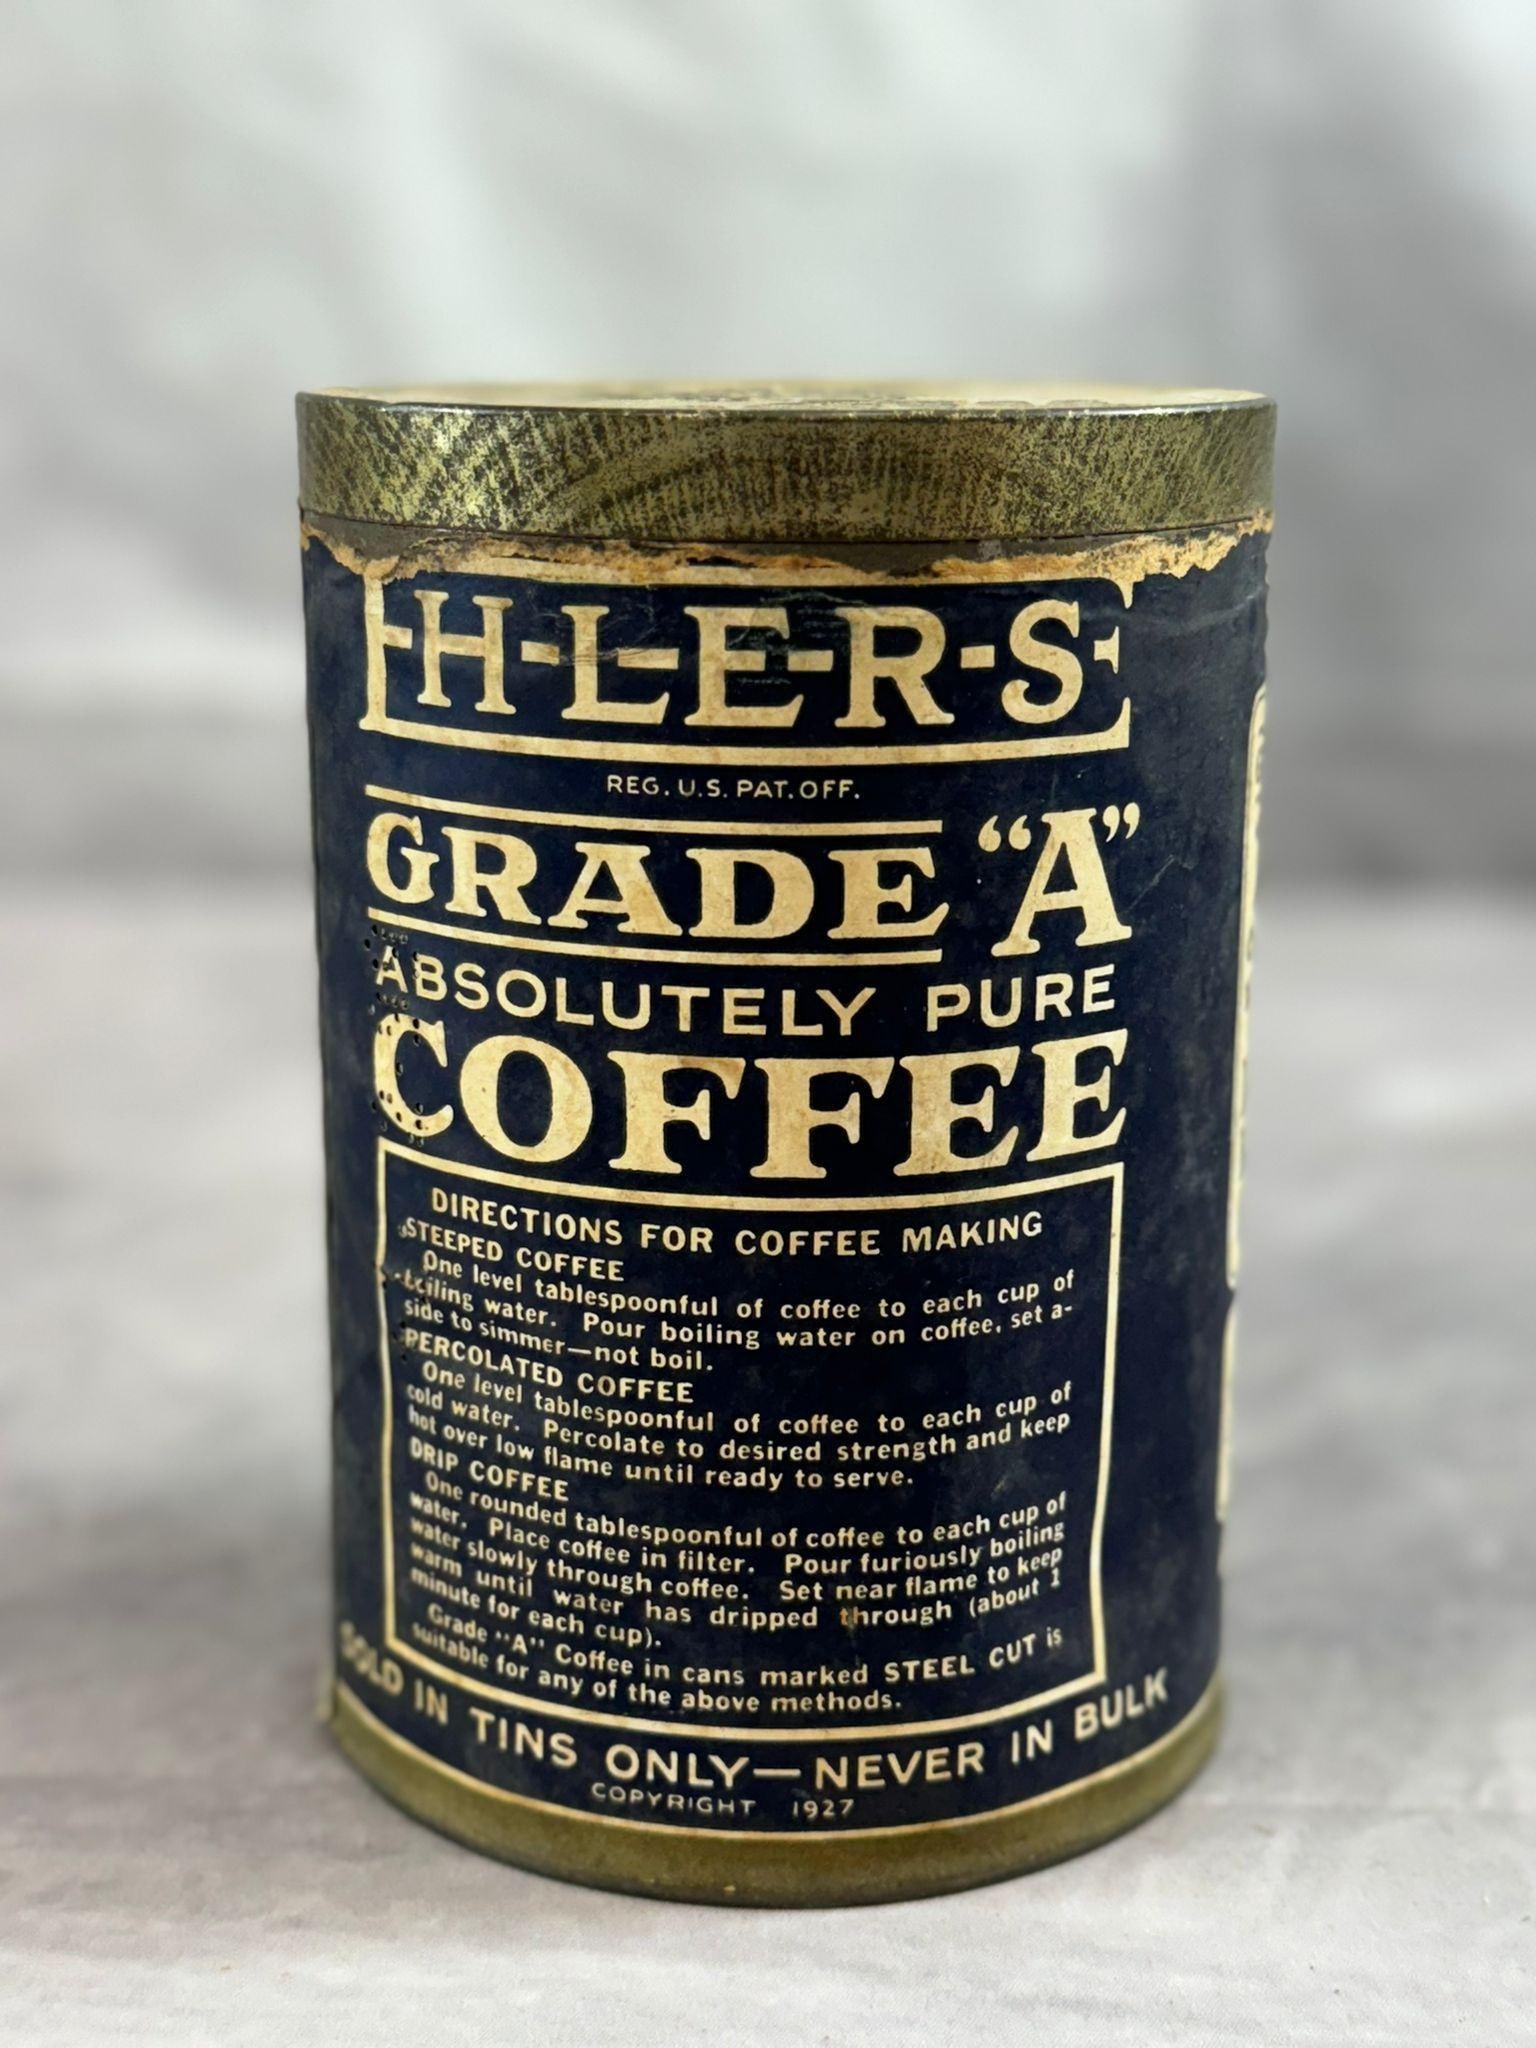 E-H-L-E-R-S
REG. U.S. PAT. OFF.
GRADE “A”
ABSOLUTELY PURE
COFFEE
DIRECTIONS FOR COFFEE MAKING
STEEPED COFFEE
One level tablespoonful of coffee to each cup of
boiling water. Pour boiling water on coffee, set a-
side to simmer—not boil.
PERCOLATED COFFEE
One level tablespoonful of coffee to each cup of
cold water. Percolate to desired strength and keep
hot over low flame until ready to serve.
DRIP COFFEE
One rounded tablespoonful of coffee to each cup of
water. Place coffee in filter. Pour furiously boiling
water slowly through coffee. Set near flame to keep
warm until water has dripped through (about 1
minute for each cup).
Grade “A” Coffee in cans marked STEEL CUT is
suitable for any of the above methods.
SOLD IN TINS ONLY—NEVER IN BULK
COPYRIGHT 1927